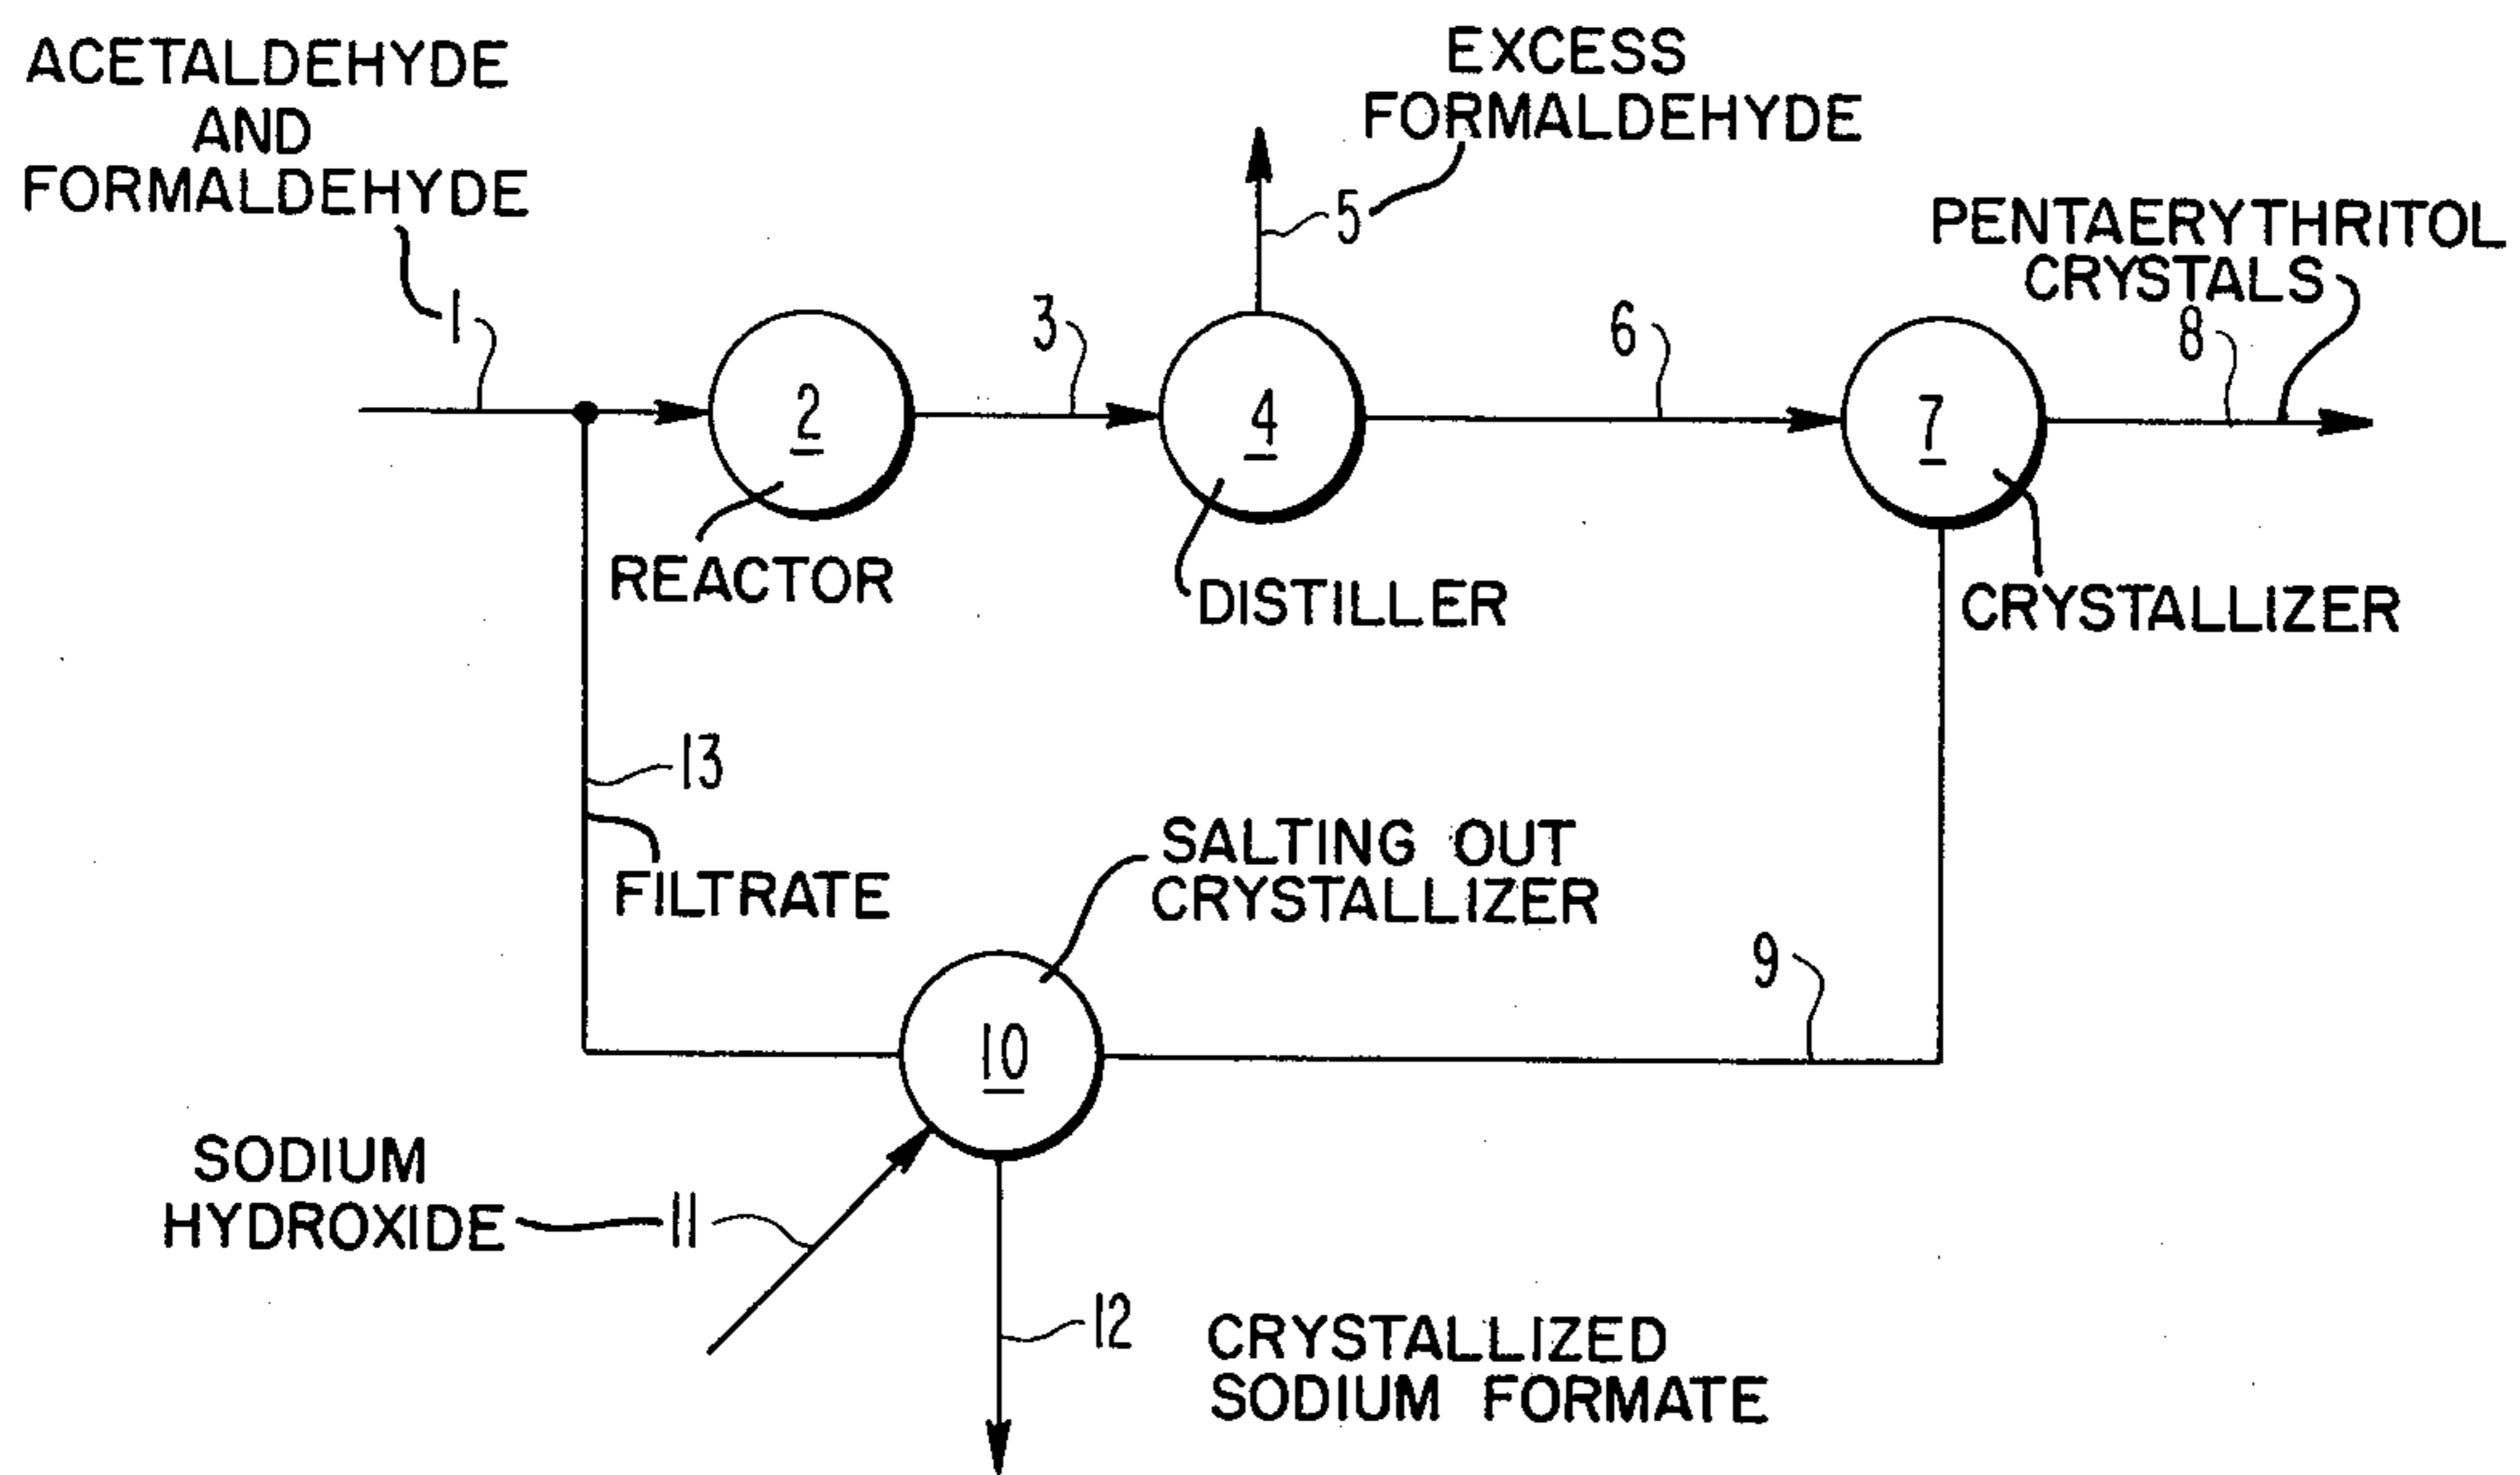 ACETALDEHYDE
AND
FORMALDEHYDE
EXCESS
FORMALDEHYDE
PENTAERYTHRITOL
CRYSTALS
1
2
3
4
5
6
7
8
REACTOR
DISTILLER
CRYSTALLIZER
13
FILTRATE
SALTING OUT
CRYSTALLIZER
9
10
SODIUM
HYDROXIDE
11
12
CRYSTALLIZED
SODIUM FORMATE